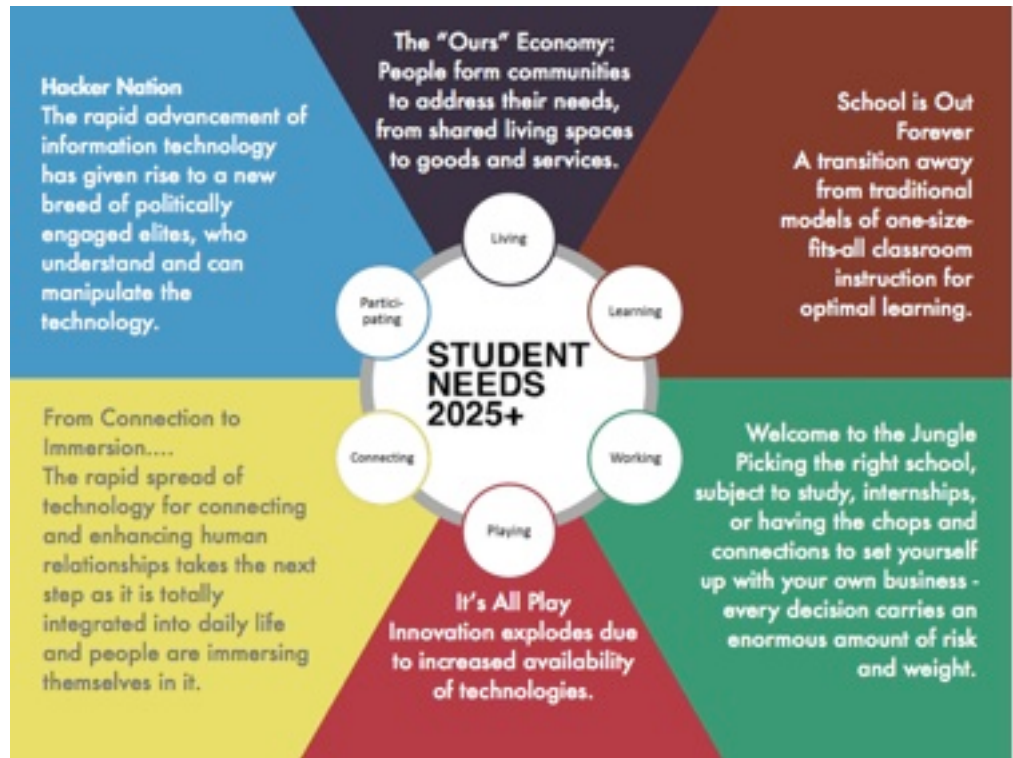 The "Ours" Economy:
People form communities
to address their needs,
from shared living spaces
to goods and services.
Hacker Nation
The rapid advancement of
information technology
has given rise to a new
breed of politically
engaged elites, who
understand and can
manipulate the
technology.
School is Out
Forever
A transition away
from traditional
models of one-size-
fits-all classroom
instruction for
optimal learning.
Living
Partici-
pating
Learning
STUDENT
NEEDS
2025+
Connecting
Working
Playing
From Connection to
Immersion....
The rapid spread of
technology for connecting
and enhancing human
relationships takes the next
step as it is totally
integrated into daily life
and people are immersing
themselves in it.
Welcome to the Jungle
Picking the right school,
subject to study, internships,
or having the chops and
connections to set yourself
up with your own business -
every decision carries an
enormous amount of risk
and weight.
It's All Play
Innovation explodes due
to increased availability
of technologies.